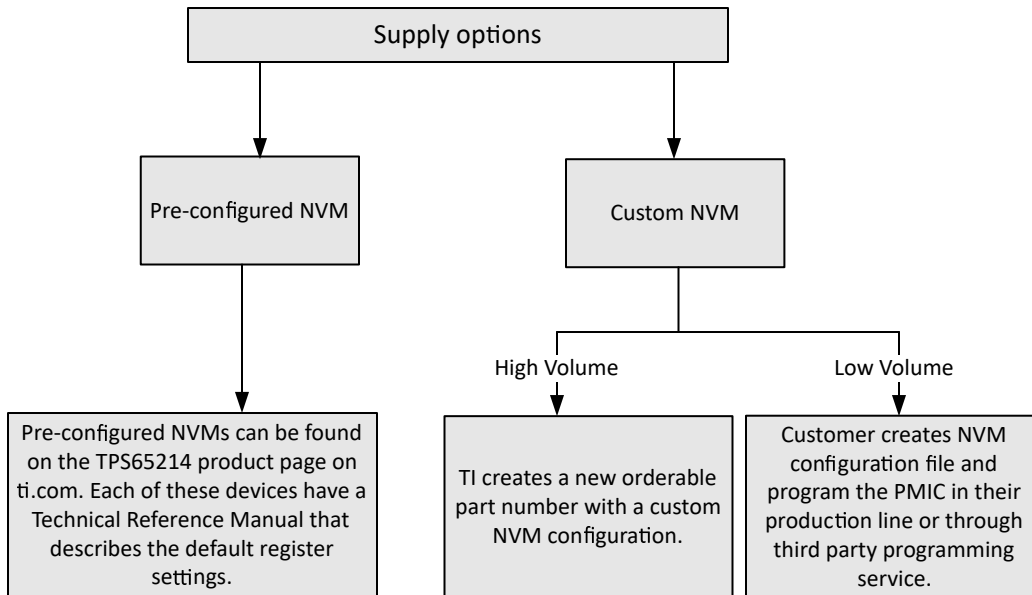 Supply options
Pre-configured NVM
Custom NVM
High Volume
Low Volume
Pre-configured NVMs can be found
on the TPS65214 product page on
ti.com. Each of these devices have a
Technical Reference Manual that
describes the default register
settings.
TI creates a new orderable
part number with a custom
NVM configuration.
Customer creates NVM
configuration file and
program the PMIC in their
production line or through
third party programming
service.